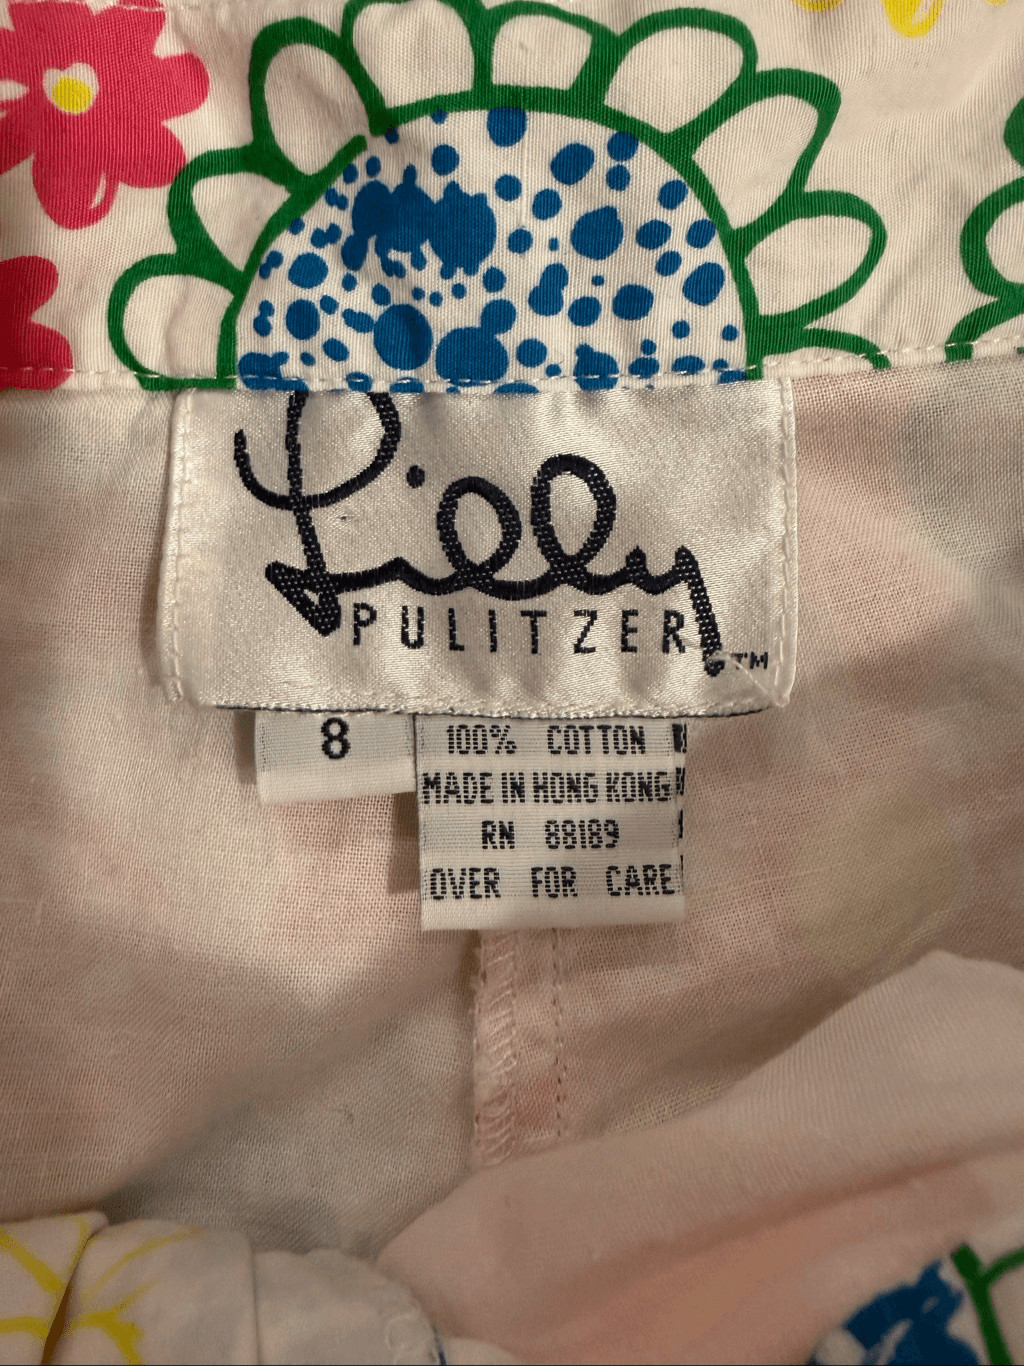 Lilly
PULITZER
TM
8
100% COTTON
MADE IN HONG KONG
RN 88189
OVER FOR CARE